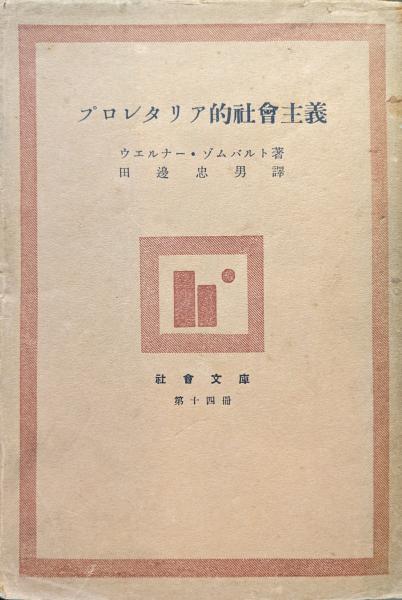 プロレタリア的社會主義
ウエルナー・ゾムバルト著
田邊忠男譯
社會文庫
第十四冊